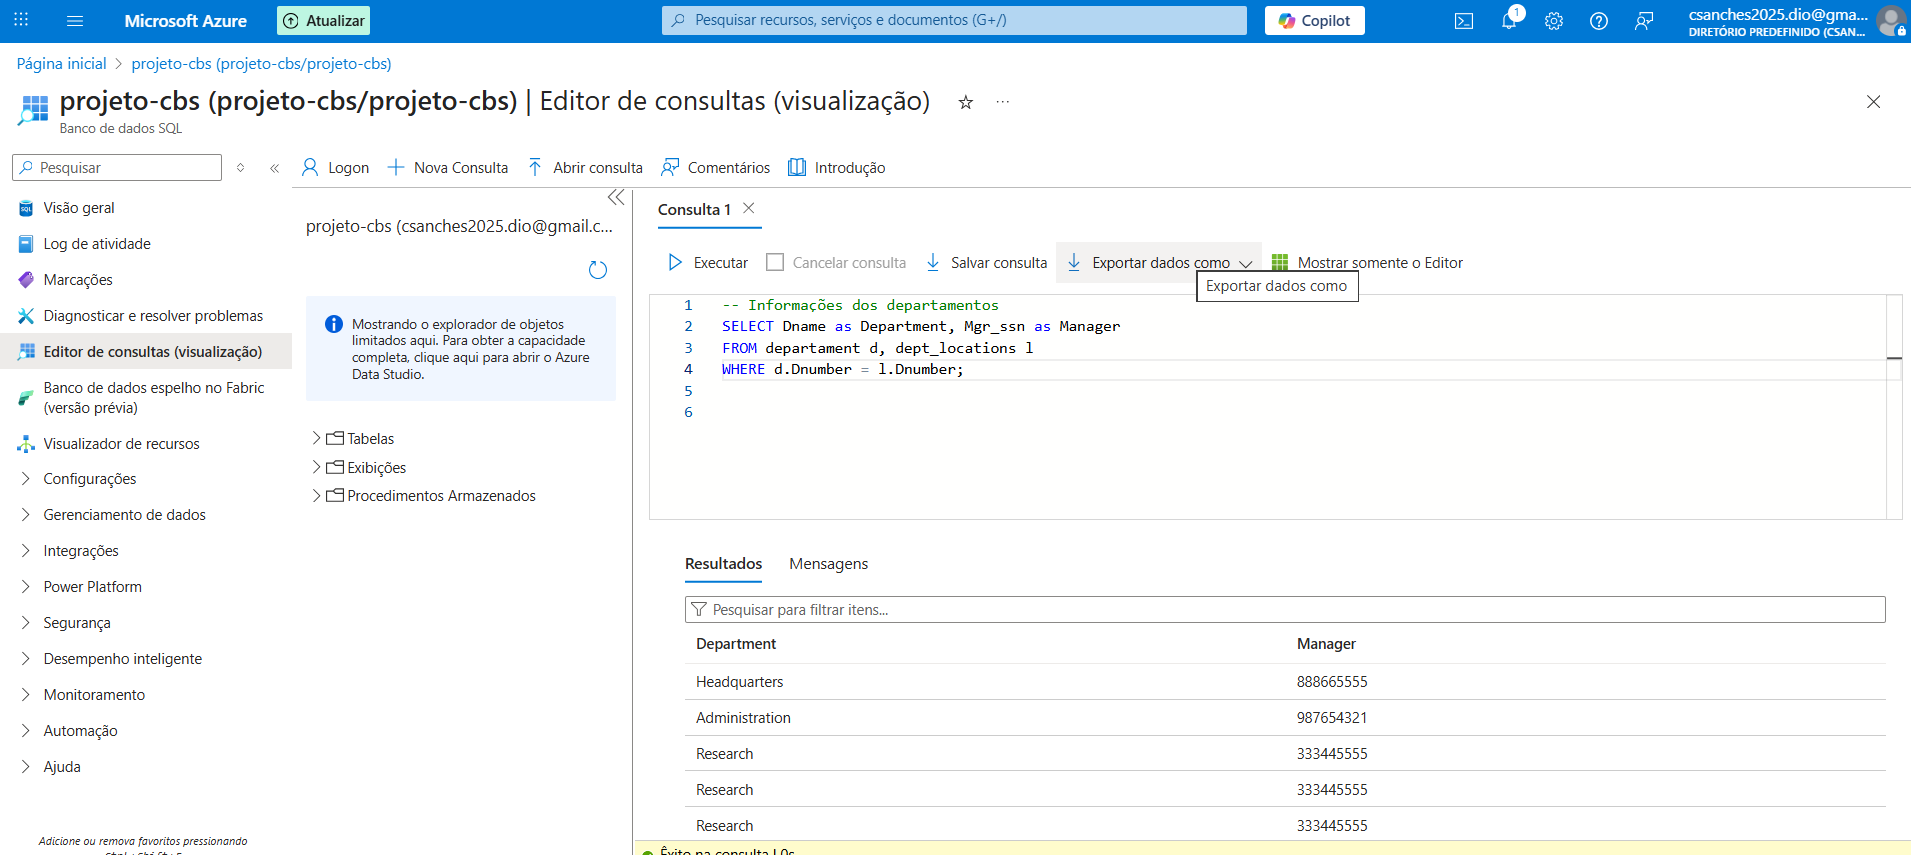 Microsoft Azure
Atualizar
Pesquisar recursos, serviços e documentos (G+/)
Copilot
1
csanches2025.dio@gma...
DIRETÓRIO PREDEFINIDO (CSAN...
Página inicial > projeto-cbs (projeto-cbs/projeto-cbs)
projeto-cbs (projeto-cbs/projeto-cbs) | Editor de consultas (visualização)
Banco de dados SQL
Pesquisar
Logon
Nova Consulta
Abrir consulta
Comentários
Introdução
Visão geral
Log de atividade
Marcações
Diagnosticar e resolver problemas
Editor de consultas (visualização)
Banco de dados espelho no Fabric
(versão prévia)
Visualizador de recursos
Configurações
Gerenciamento de dados
Integrações
Power Platform
Segurança
Desempenho inteligente
Monitoramento
Automação
Ajuda
Adicione ou remova favoritos pressionando
projeto-cbs (csanches2025.dio@gmail.c...
Mostrando o explorador de objetos
limitados aqui. Para obter a capacidade
completa, clique aqui para abrir o Azure
Data Studio.
Tabelas
Exibições
Procedimentos Armazenados
Consulta 1
Executar
Cancelar consulta
Salvar consulta
Exportar dados como
Mostrar somente o Editor
Exportar dados como
1 -- Informações dos departamentos
2 SELECT Dname as Department, Mgr_ssn as Manager
3 FROM departament d, dept_locations l
4 WHERE d.Dnumber = l.Dnumber;
5
6
Resultados
Mensagens
Pesquisar para filtrar itens...
Department Manager
Headquarters 888665555
Administration 987654321
Research 333445555
Research 333445555
Research 333445555
Êxito na consulta | 0s